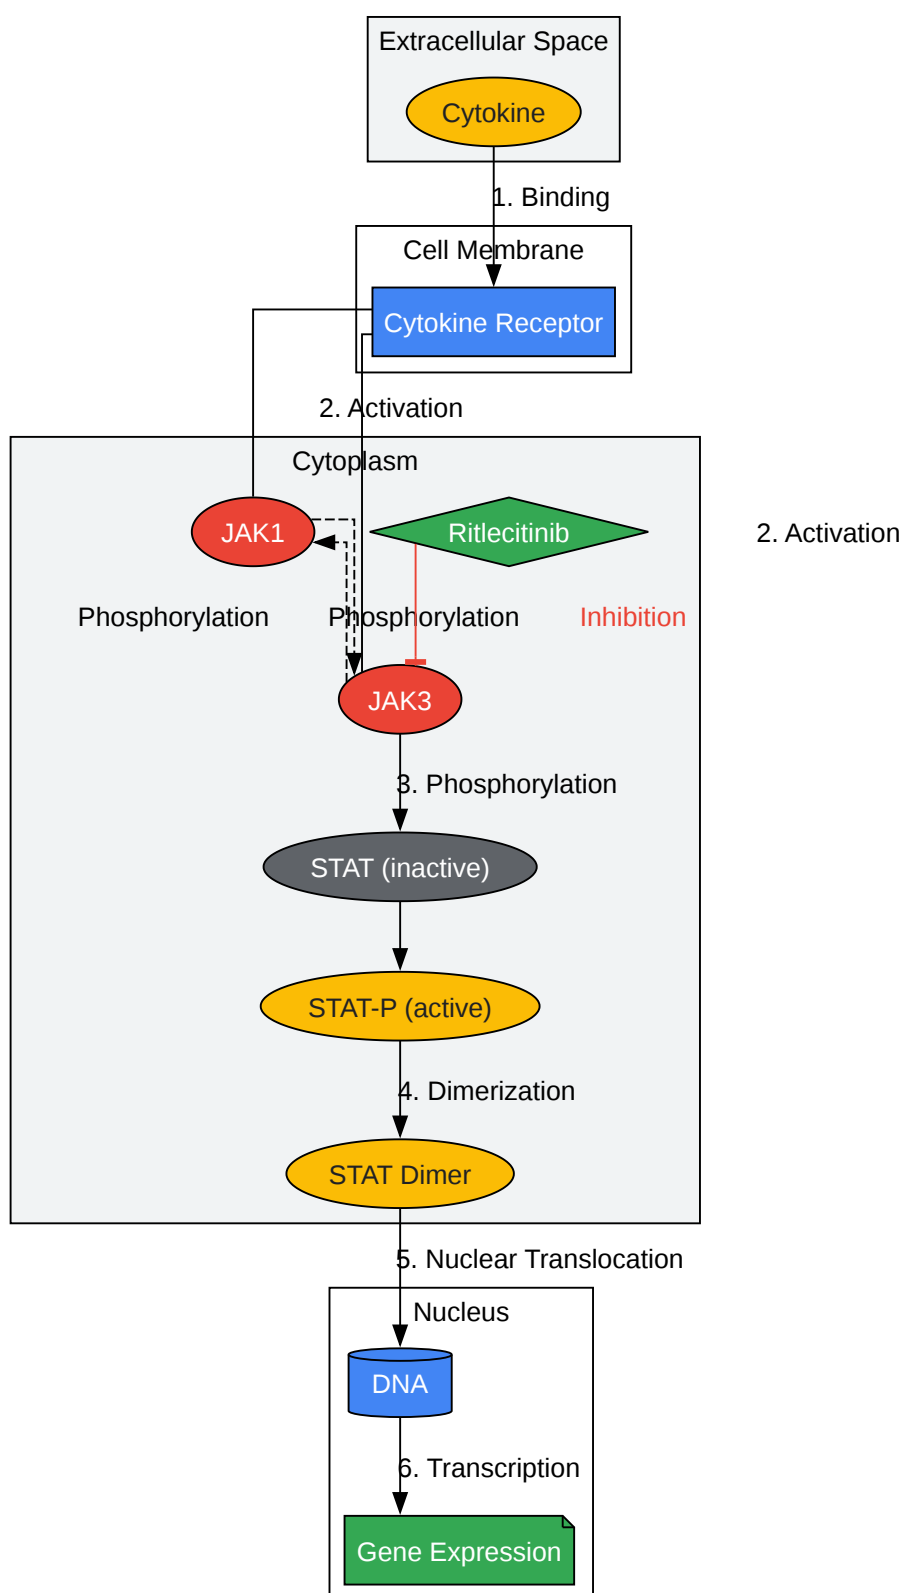 Extracellular Space
Cytokine
1. Binding
Cell Membrane
Cytokine Receptor
2. Activation
Cytoplasm
JAK1
Ritlecitinib
2. Activation
Phosphorylation
Phosphorylation
Inhibition
JAK3
3. Phosphorylation
STAT (inactive)
STAT-P (active)
4. Dimerization
STAT Dimer
5. Nuclear Translocation
Nucleus
DNA
6. Transcription
Gene Expression